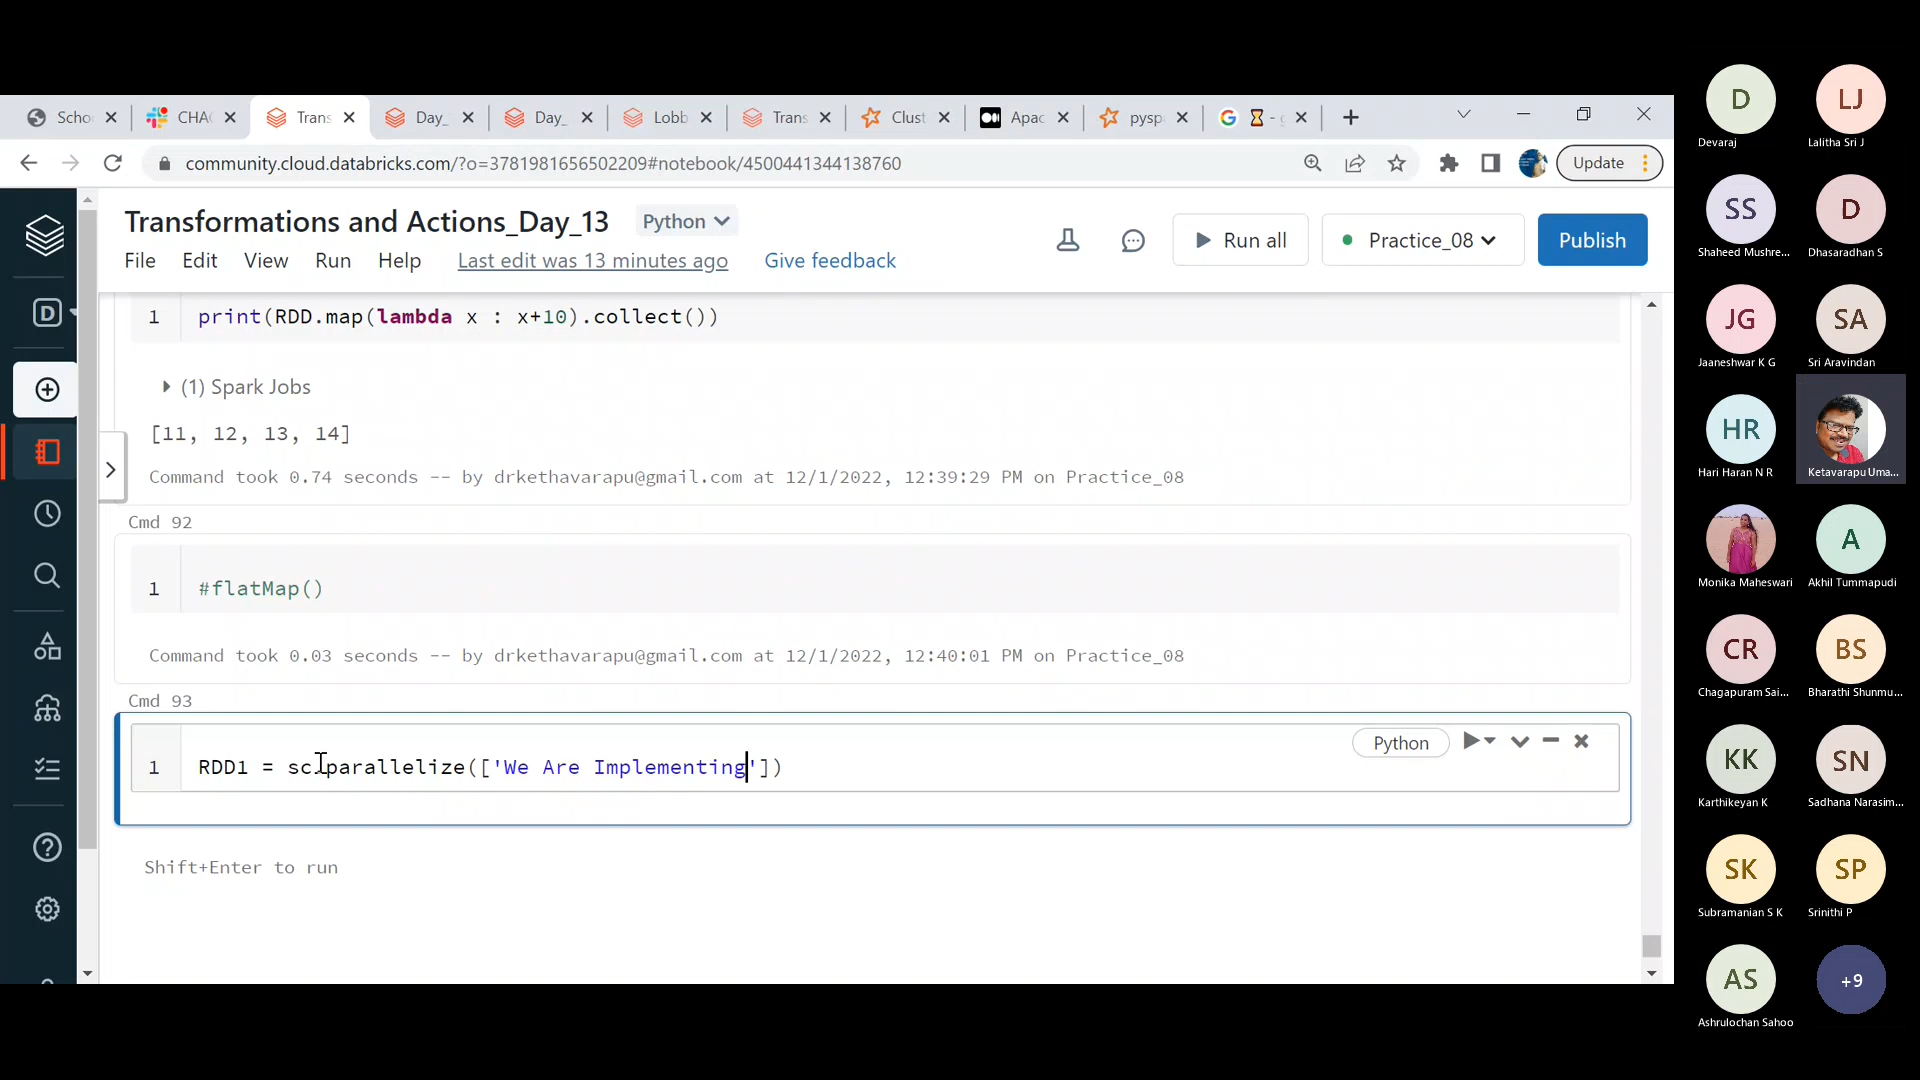 Scho
CHAC
Trans
Day_
Day_
Lobb
Trans
Clust
Apac
pysp
community.cloud.databricks.com/?o=3781981656502209#notebook/4500441344138760
Update
Transformations and Actions_Day_13
Python
File Edit View Run Help Last edit was 13 minutes ago Give feedback
Run all
Practice_08
Publish
D
1 print(RDD.map(lambda x : x+10).collect())
(1) Spark Jobs
[11, 12, 13, 14]
Command took 0.74 seconds -- by drkethavarapu@gmail.com at 12/1/2022, 12:39:29 PM on Practice_08
Cmd 92
1 #flatMap()
Command took 0.03 seconds -- by drkethavarapu@gmail.com at 12/1/2022, 12:40:01 PM on Practice_08
Cmd 93
Python
1 RDD1 = sc.parallelize(['We Are Implementing'])
Shift+Enter to run
D
Devaraj
LJ
Lalitha Sri J
SS
Shaheed Mushre...
D
Dhasaradhan S
JG
Jaaneshwar K G
SA
Sri Aravindan
HR
Hari Haran N R
Ketavarapu Uma...
Monika Maheswari
A
Akhil Tummapudi
CR
Chagapuram Sai...
BS
Bharathi Shunmu...
KK
Karthikeyan K
SN
Sadhana Narasim...
SK
Subramanian S K
SP
Srinithi P
AS
Ashrulochan Sahoo
+9